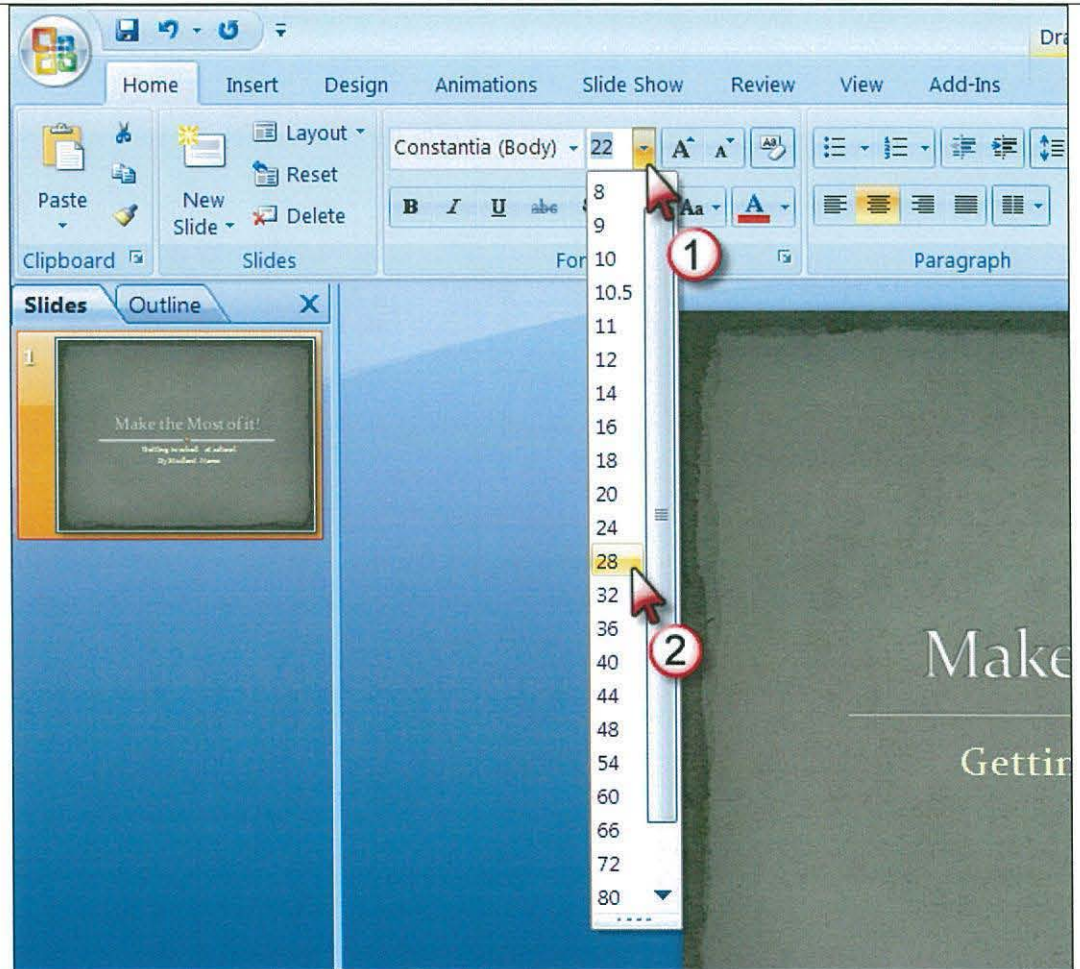 Dra
Home Insert Design Animations Slide Show Review View Add-Ins
Paste
New Slide
Layout
Reset
Delete
Constantia (Body) 22
B I U abc Aa A
Clipboard Slides Paragraph
8
9
10
10.5
11
12
14
16
18
20
24
28
32
36
40
44
48
54
60
66
72
80
1
2
Slides Outline X
1
Make the Most of it!
Make
Gettin